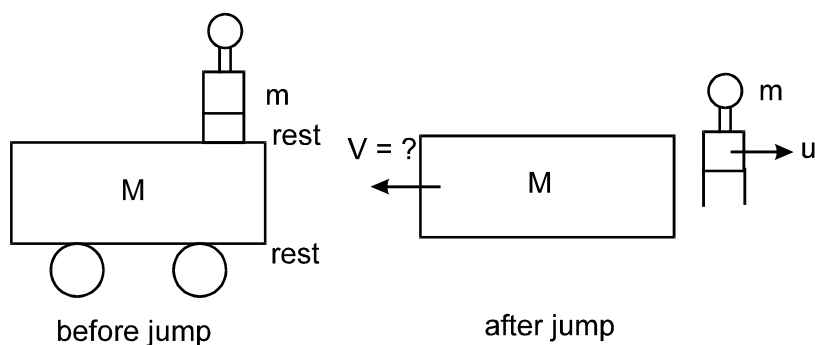 m
rest
M
rest
before jump
V = ?
M
m
u
after jump